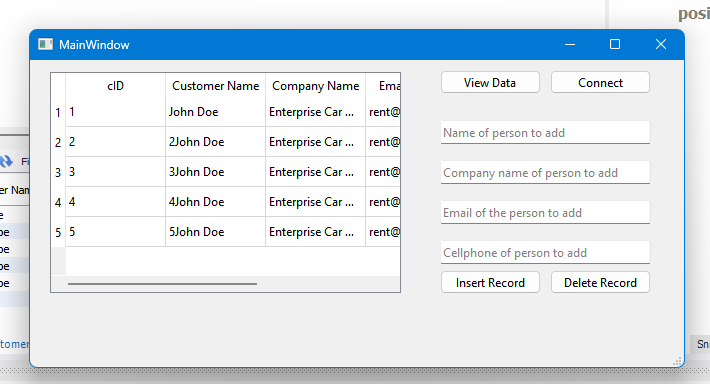 posi
MainWindow
View Data Connect
cID Customer Name Company Name Ema
1 1 John Doe Enterprise Car ... rent@
2 2 2John Doe Enterprise Car ... rent@
3 3 3John Doe Enterprise Car ... rent@
4 4 4John Doe Enterprise Car ... rent@
5 5 5John Doe Enterprise Car ... rent@
Name of person to add
Company name of person to add
Email of the person to add
Cellphone of person to add
Insert Record Delete Record
Fi
er Nam
e
oe
oe
oe
oe
tomer
Sni